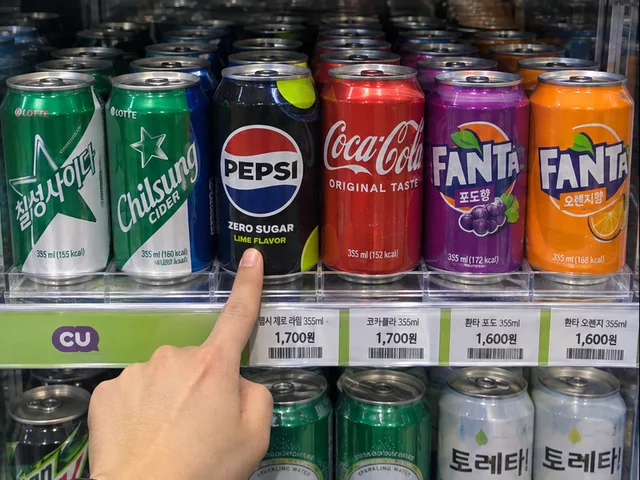 LOTTE
칠성사이다
355 ml (155 kcal)
LOTTE
Chilsung
CIDER
355 ml (160 kcal)
PEPSI
ZERO SUGAR
LIME FLAVOR
Coca-Cola
ORIGINAL TASTE
355 ml (152 kcal)
FANTA
포도향
355 ml (172 kcal)
FANTA
오렌지향
355 ml (168 kcal)
CU
제로 라임 355ml
1,700원
코카콜라 355ml
1,700원
환타 포도 355ml
1,600원
환타 오렌지 355ml
1,600원
SPARKLING WATER
SPARKLING WATER
토레타!
토레타!